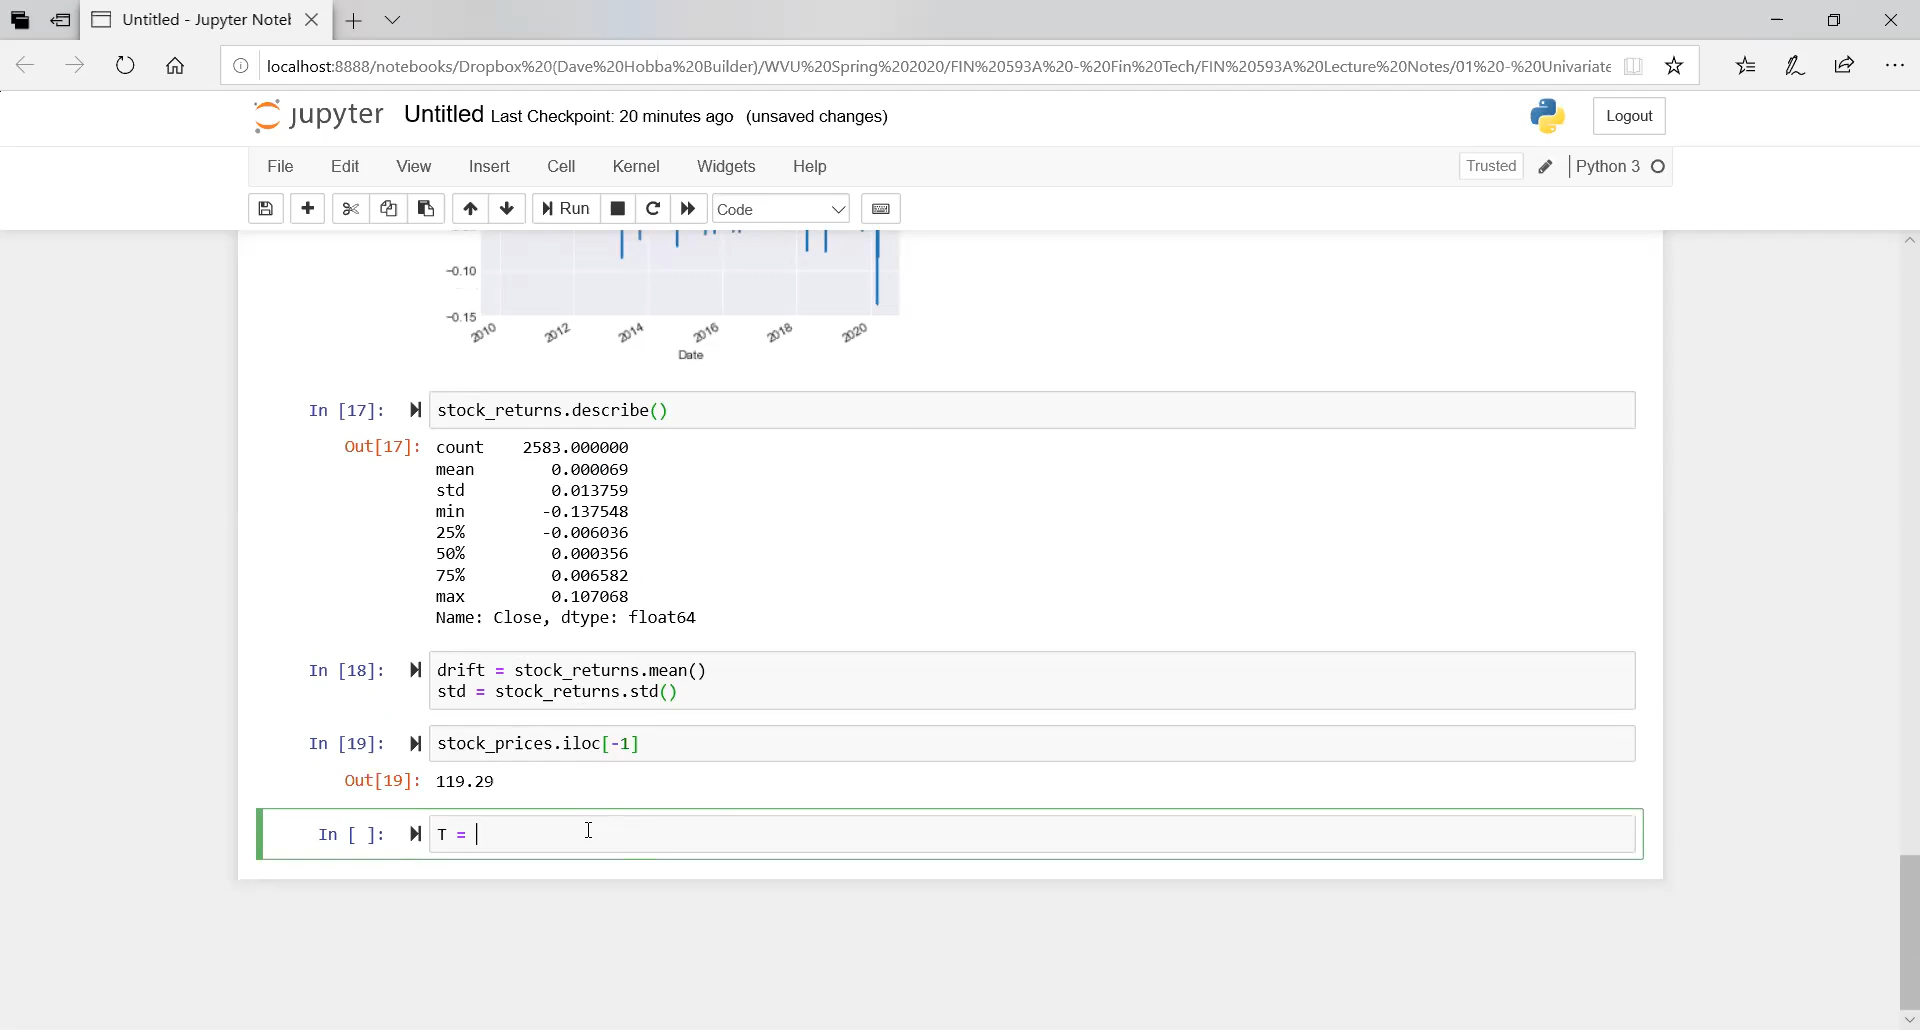 Untitled - Jupyter Notel
localhost:8888/notebooks/Dropbox%20(Dave%20Hobba%20Builder)/WVU%20Spring%202020/FIN%20593A%20-%20Fin%20Tech/FIN%20593A%20Lecture%20Notes/01%20-%20Univariate
jupyter Untitled Last Checkpoint: 20 minutes ago (unsaved changes)
Logout
File Edit View Insert Cell Kernel Widgets Help
Trusted Python 3
Run Code
−0.10
−0.15
2010 2012 2014 2016 2018 2020
Date
In [17]: stock_returns.describe()
Out[17]: count 2583.000000
mean 0.000069
std 0.013759
min -0.137548
25% -0.006036
50% 0.000356
75% 0.006582
max 0.107068
Name: Close, dtype: float64
In [18]: drift = stock_returns.mean()
std = stock_returns.std()
In [19]: stock_prices.iloc[-1]
Out[19]: 119.29
In [ ]: T =